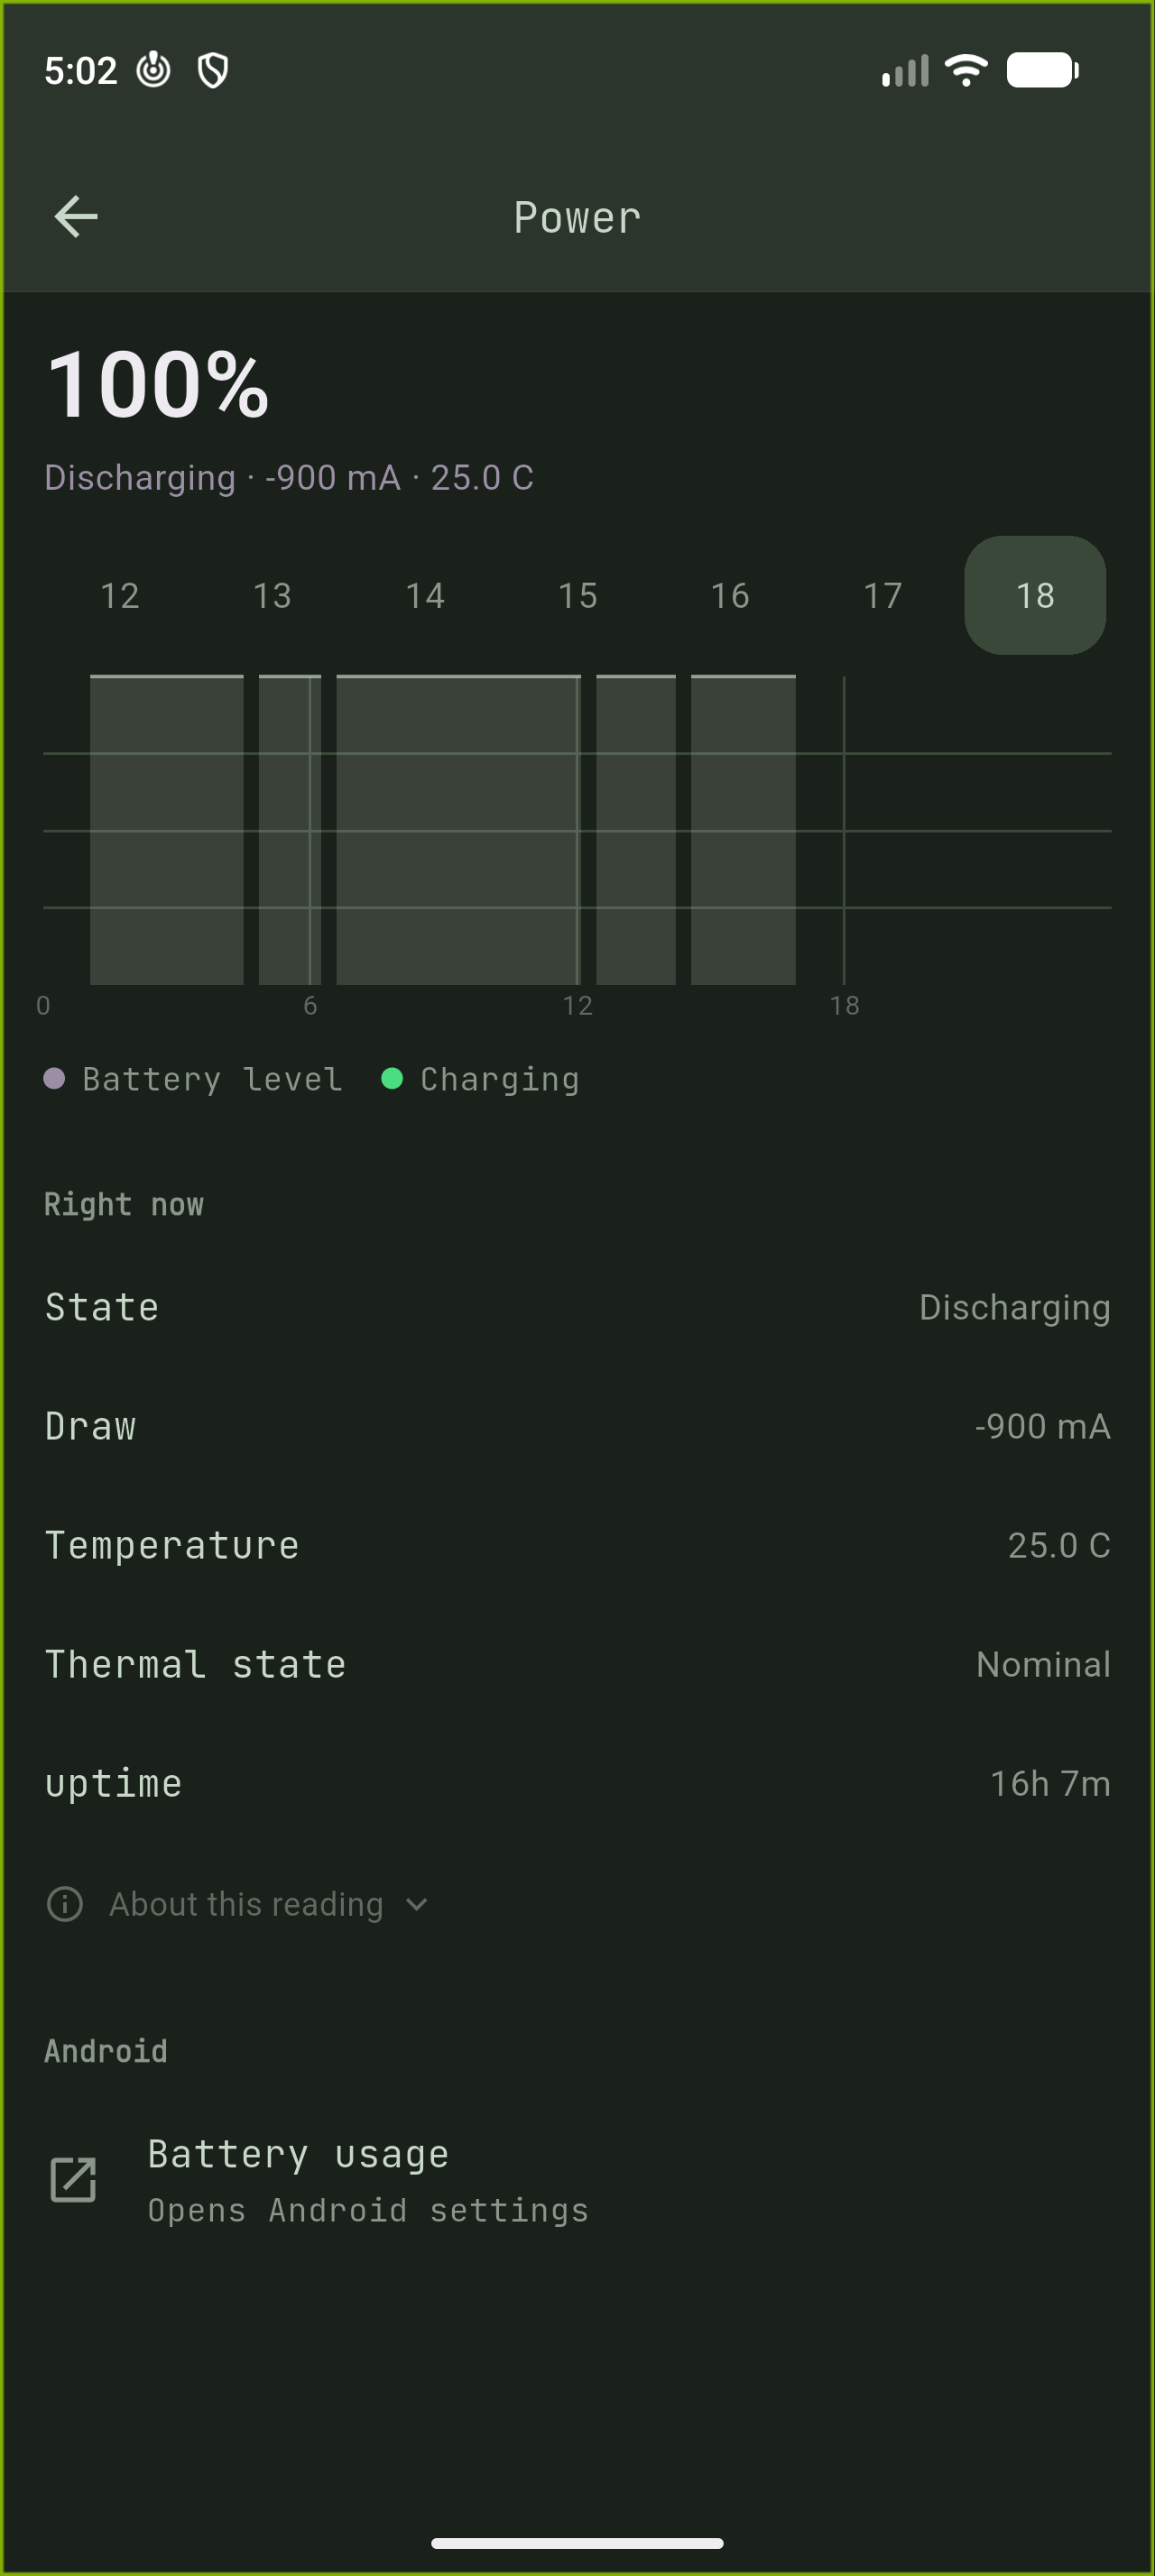 5:02
Power
100%
Discharging · -900 mA · 25.0 C
12 13 14 15 16 17 18
0 6 12 18
Battery level Charging
Right now
State Discharging
Draw -900 mA
Temperature 25.0 C
Thermal state Nominal
uptime 16h 7m
About this reading
Android
Battery usage
Opens Android settings